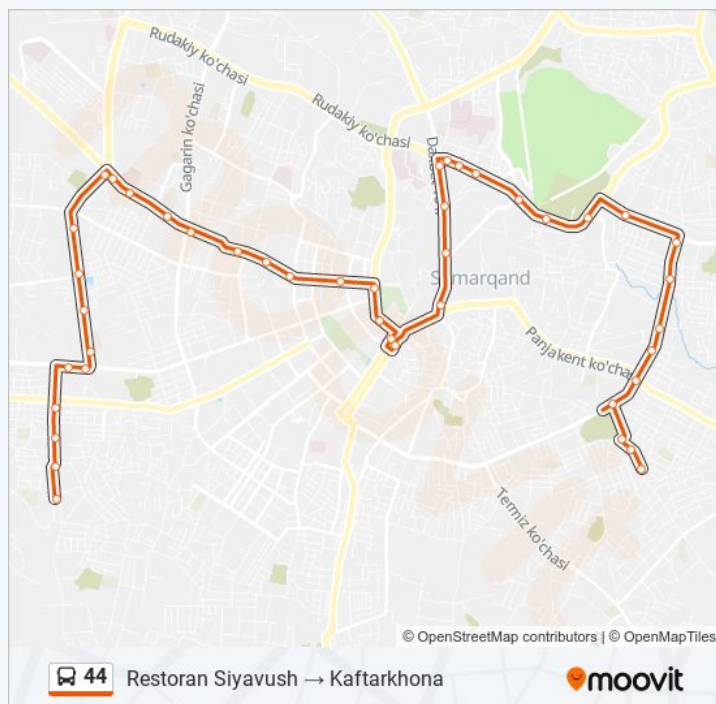 Rudakiy ko'chasi
Rudakiy ko'chasi
Gagarin ko'chasi
Samarqand
Panjakent ko'cha
Termiz ko'chasi
© OpenStreetMap contributors | © OpenMapTiles
44 Restoran Siyavush → Kaftarkhona
moovit